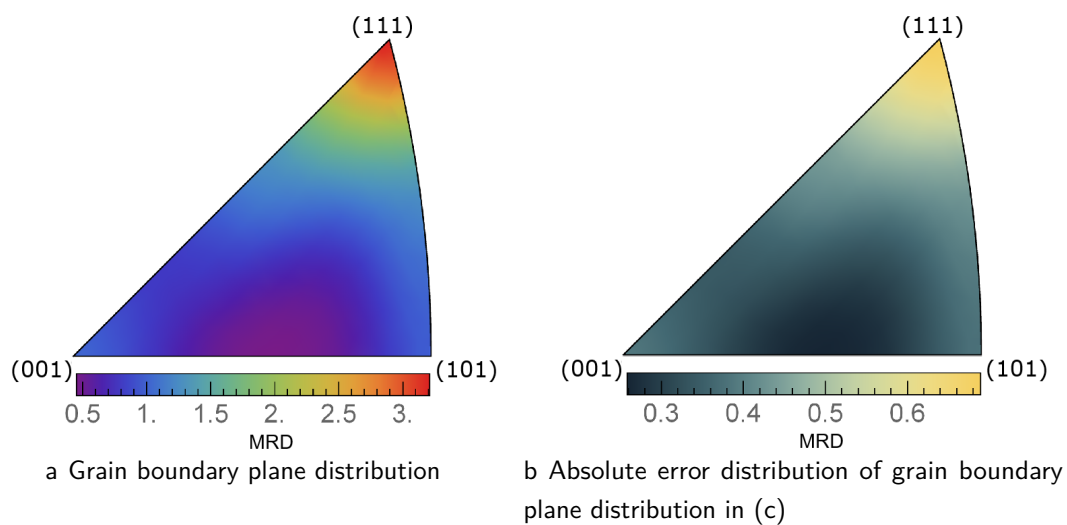 (111)
(111)
(001)
(101)
(001)
(101)
0.5 1. 1.5 2. 2.5 3.
0.3 0.4 0.5 0.6
MRD
MRD
a Grain boundary plane distribution
b Absolute error distribution of grain boundary
plane distribution in (c)